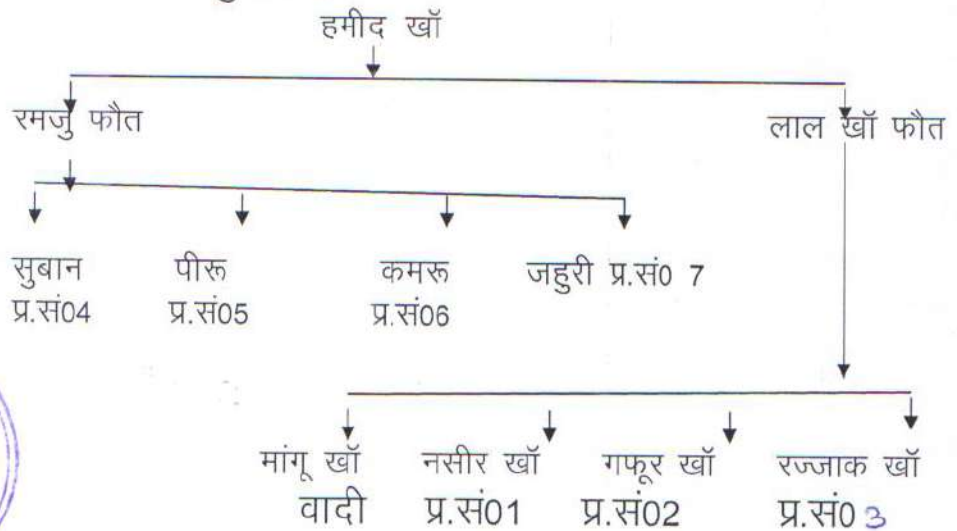 हमीद खॉ
रमजु फौत लाल खॉ फौत
सुबान पीरू कमरू जहुरी प्र.सं0 7
प्र.सं04 प्र.सं05 प्र.सं06
मांगू खॉ नसीर खॉ गफूर खॉ रज्जाक खॉ
वादी प्र.सं01 प्र.सं02 प्र.सं0 3